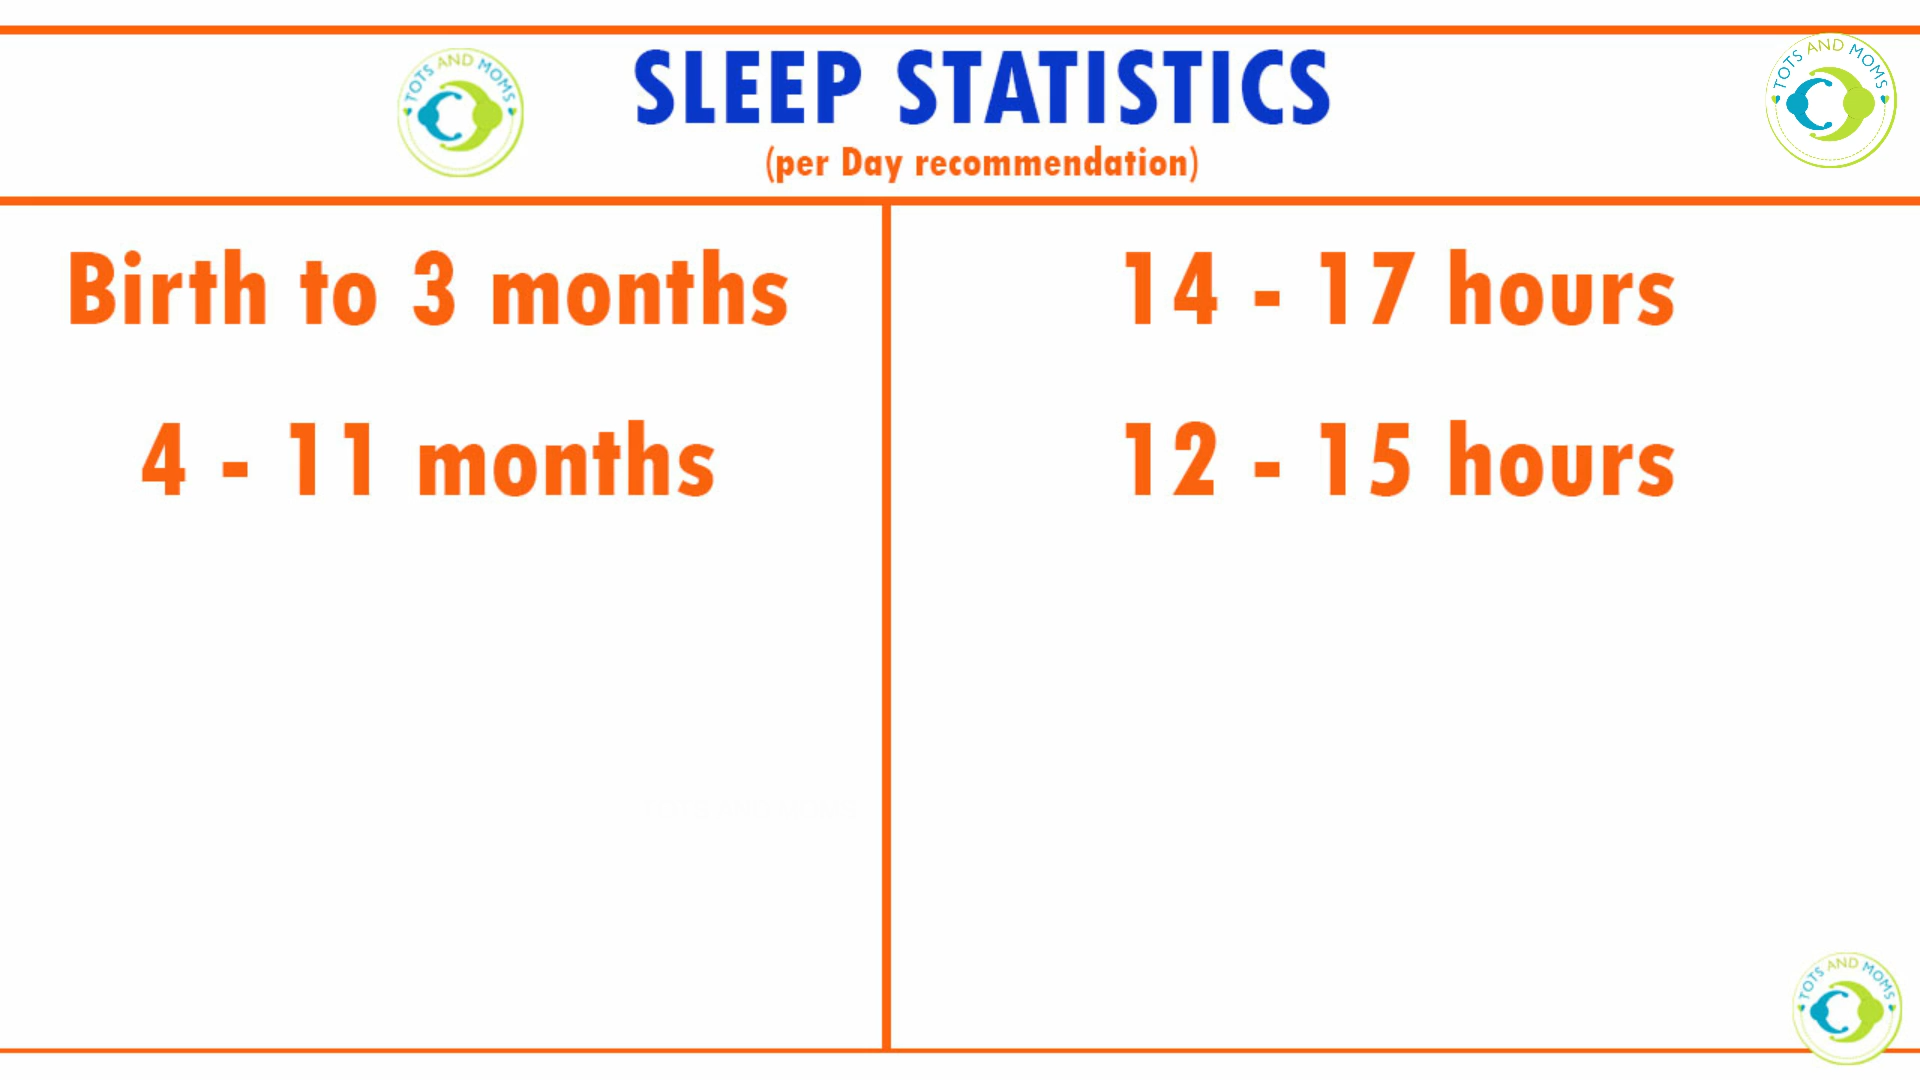 TOTS AND MOMS
SLEEP STATISTICS
TOTS AND MOMS
(per Day recommendation)
Birth to 3 months
14 - 17 hours
4 - 11 months
12 - 15 hours
TOTS AND MOMS